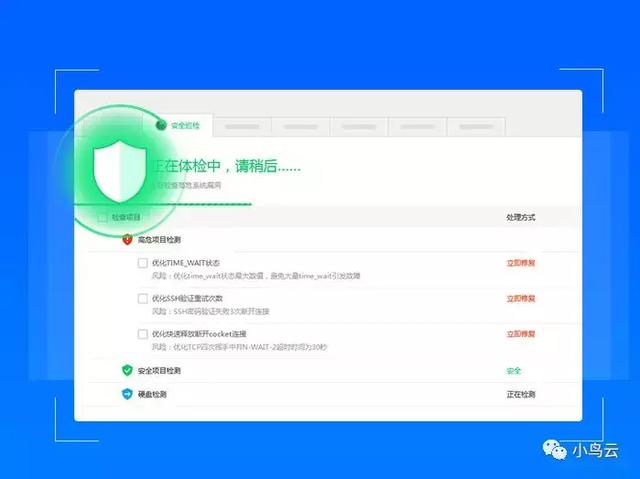 安全巡检
正在体检中，请稍后......
检查高危系统漏洞
检查项目
处理方式
高危项目检测
优化TIME_WAIT状态
立即修复
风险：优化time_wait状态最大数值，避免大量time_wait引发故障
优化SSH验证重试次数
立即修复
风险：SSH密码验证失败3次断开连接
优化快速释放断开cocket连接
立即修复
风险：优化TCP四次握手中FIN-WAIT-2超时时间为30秒
安全项目检测
安全
硬盘检测
正在检测
小鸟云